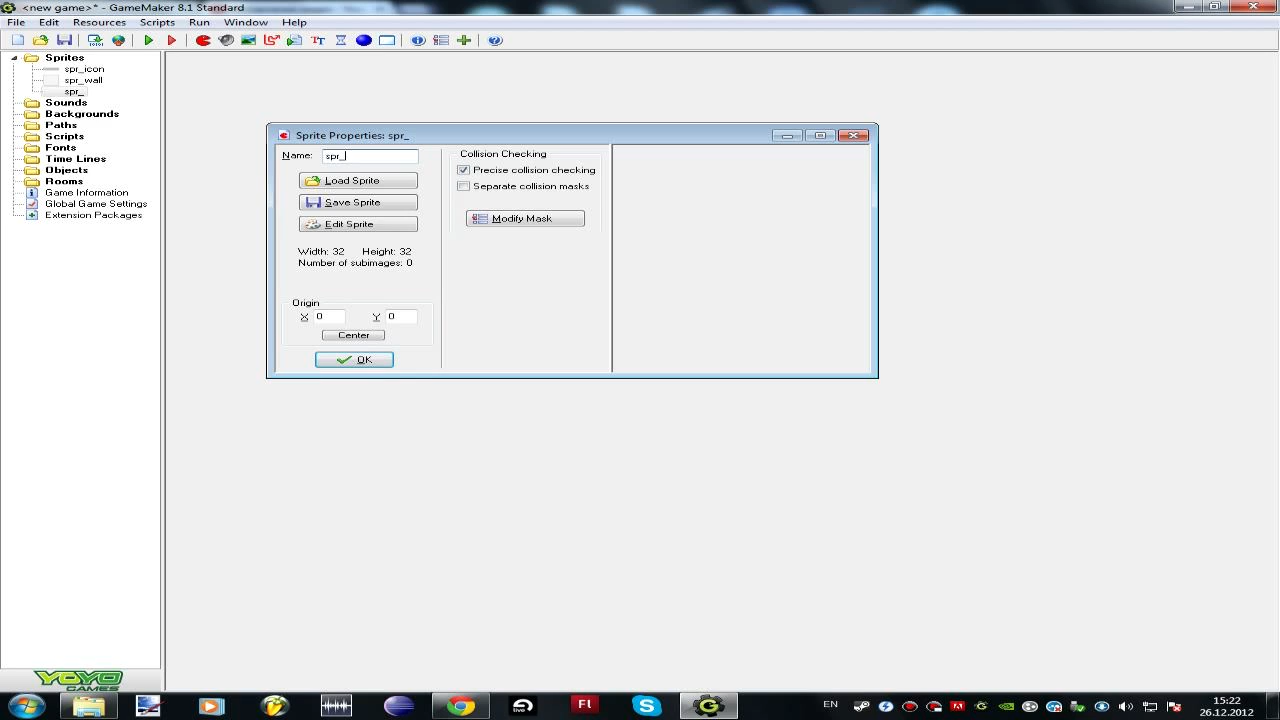 <new game>* - GameMaker 8.1 Standard
File Edit Resources Scripts Run Window Help
Sprites
spr_icon
spr_wall
spr_
Sounds
Backgrounds
Paths
Scripts
Fonts
Time Lines
Objects
Rooms
Game Information
Global Game Settings
Extension Packages
Sprite Properties: spr_
Name: spr_
Load Sprite
Save Sprite
Edit Sprite
Width: 32 Height: 32
Number of subimages: 0
Origin
X 0 Y 0
Center
OK
Collision Checking
Precise collision checking
Separate collision masks
Modify Mask
YOYO
GAMES
live
Fl
EN
15:22
26.12.2012